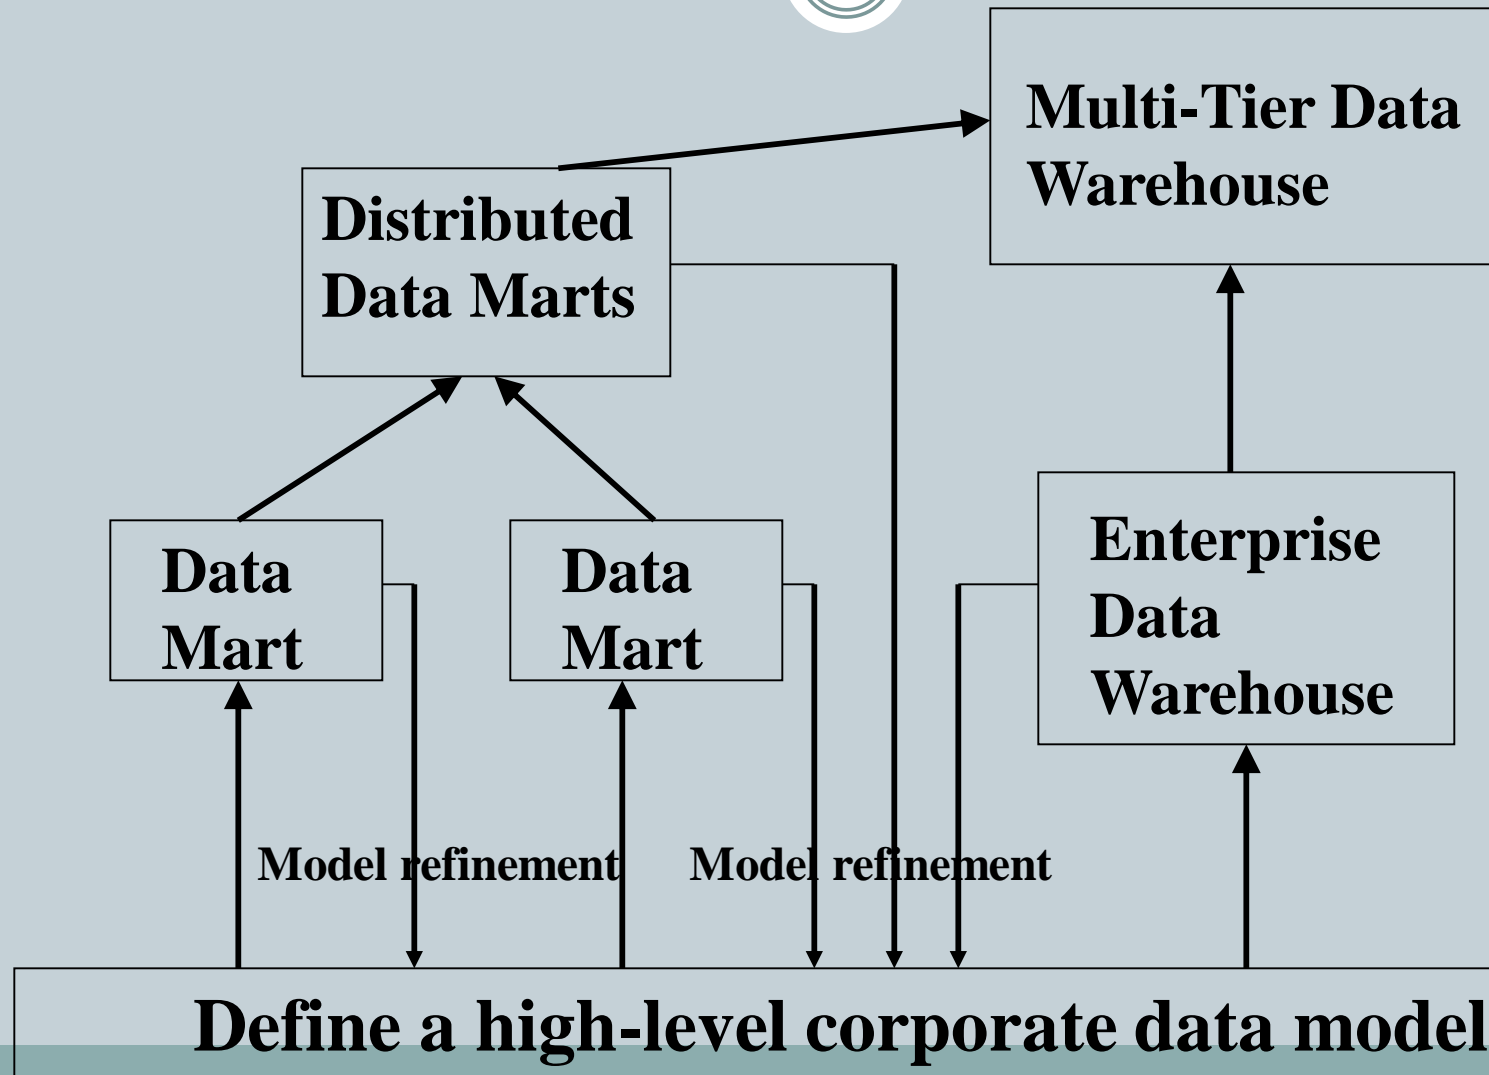 Multi-Tier Data
Warehouse
Distributed
Data Marts
Data
Mart
Data
Mart
Enterprise
Data
Warehouse
Model refinement
Model refinement
Define a high-level corporate data model